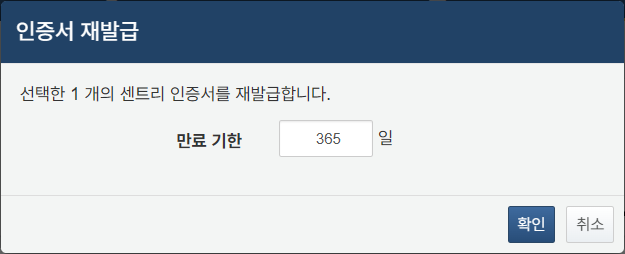 인증서 재발급
선택한 1 개의 센트리 인증서를 재발급합니다.
만료 기한 365 일
확인 취소